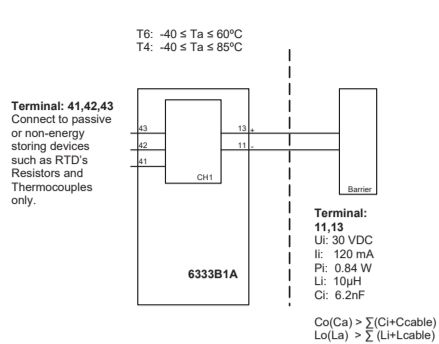 T6: -40 ≤ Ta ≤ 60ºC
T4: -40 ≤ Ta ≤ 85ºC
Terminal: 41,42,43
Connect to passive
or non-energy
storing devices
such as RTD's
Resistors and
Thermocouples
only.
43
42
41
CH1
13 +
11 -
6333B1A
Barrier
Terminal:
11,13
Ui: 30 VDC
Ii: 120 mA
Pi: 0.84 W
Li: 10µH
Ci: 6.2nF
Co(Ca) > ∑(Ci+Ccable)
Lo(La) > ∑ (Li+Lcable)